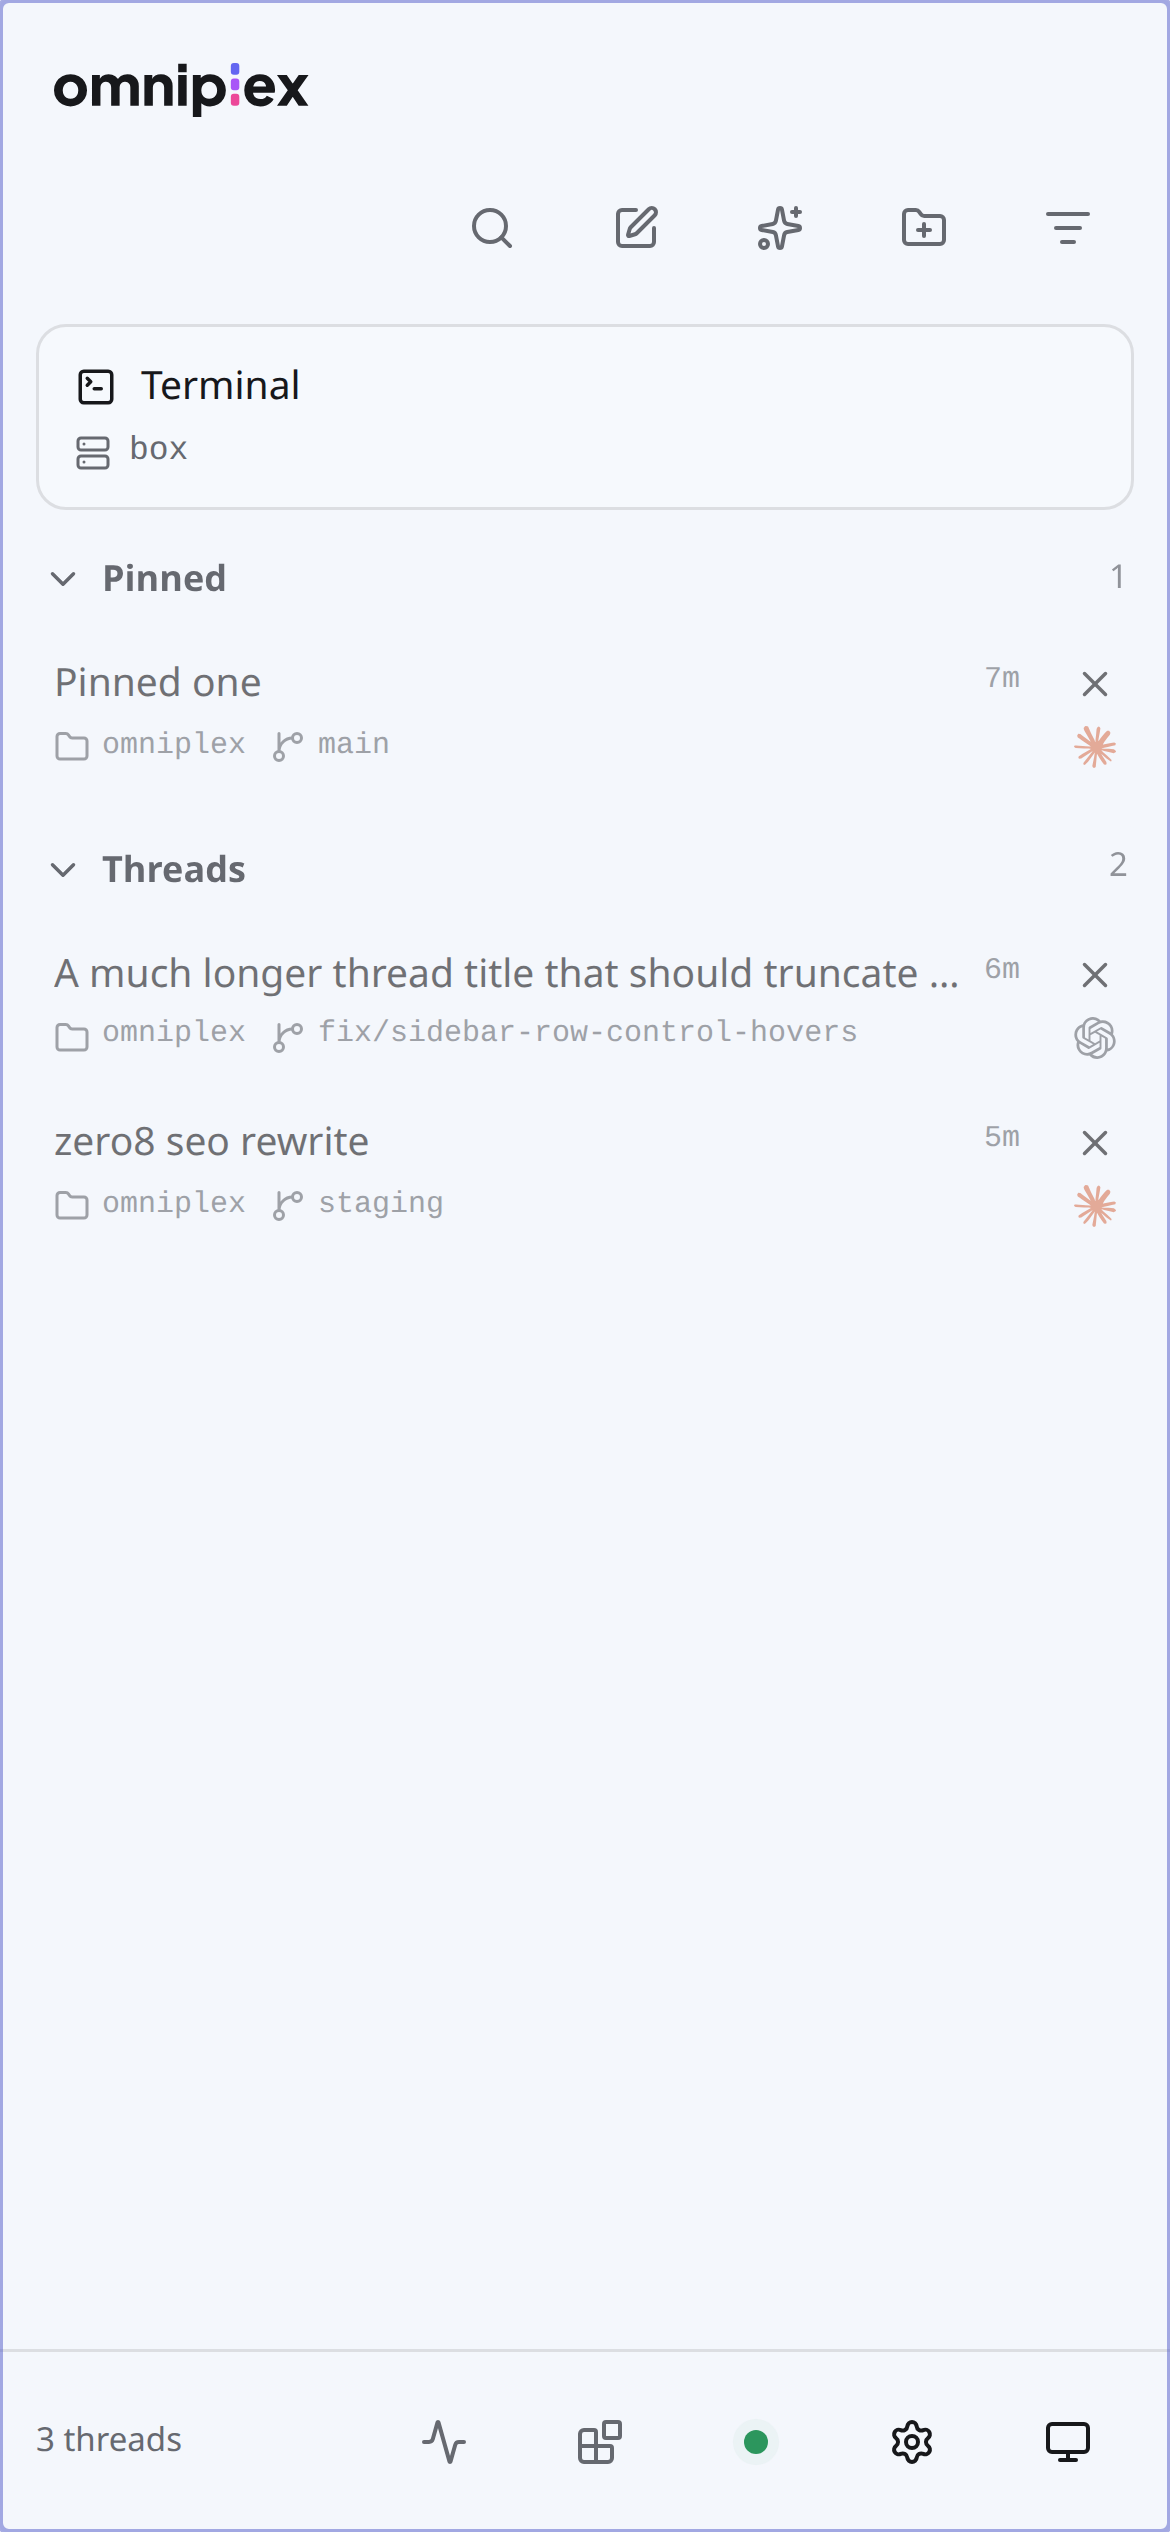 omniplex
Terminal
box
Pinned 1
Pinned one 7m
omniplex main
Threads 2
A much longer thread title that should truncate ... 6m
omniplex fix/sidebar-row-control-hovers
zero8 seo rewrite 5m
omniplex staging
3 threads